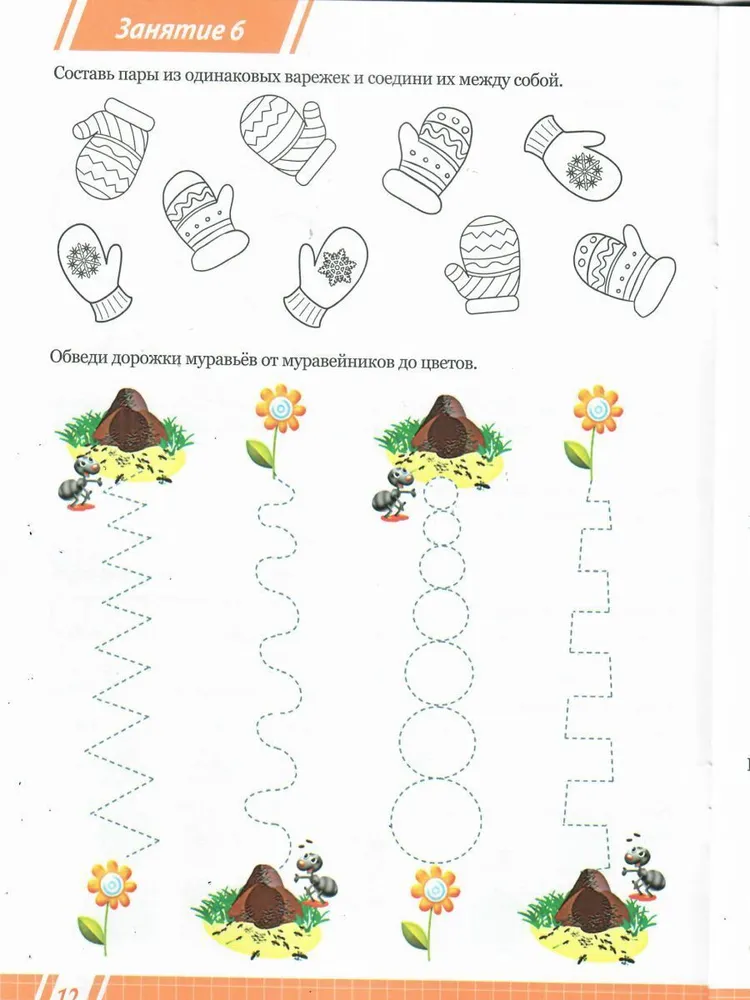 Занятие 6
Составь пары из одинаковых варежек и соедини их между собой.
Обведи дорожки муравьёв от муравейников до цветов.
12